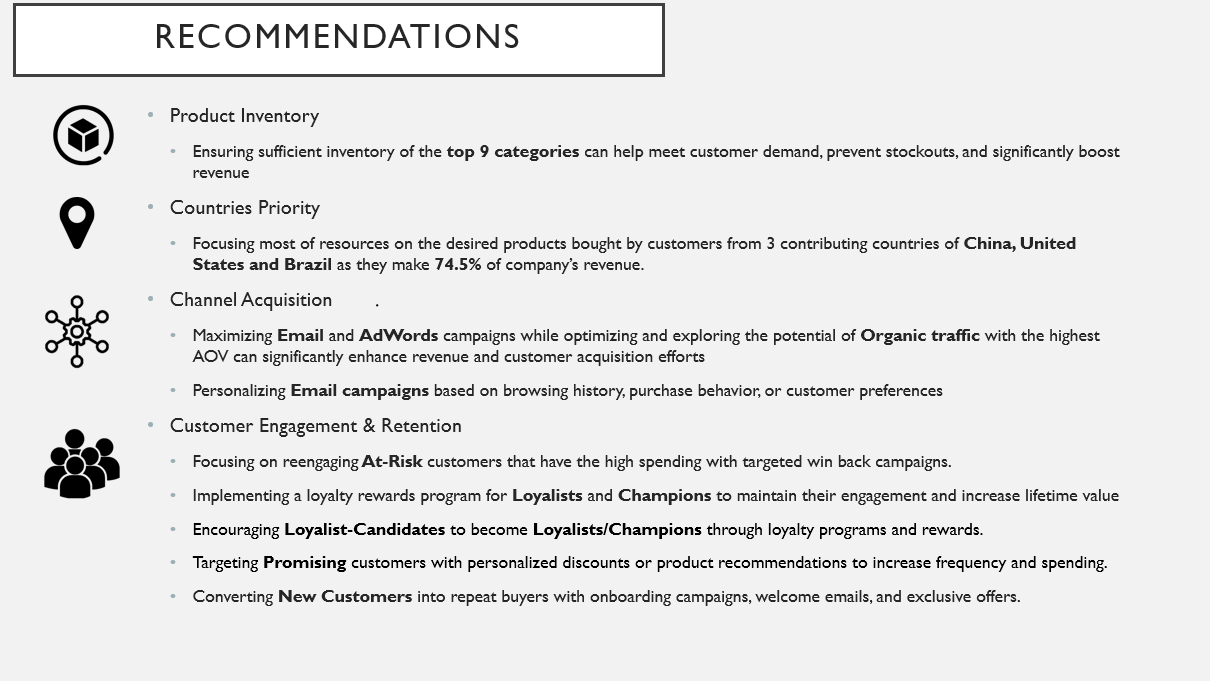 RECOMMENDATIONS
• Product Inventory
• Ensuring sufficient inventory of the top 9 categories can help meet customer demand, prevent stockouts, and significantly boost
revenue
• Countries Priority
• Focusing most of resources on the desired products bought by customers from 3 contributing countries of China, United
States and Brazil as they make 74.5% of company’s revenue.
• Channel Acquisition .
• Maximizing Email and AdWords campaigns while optimizing and exploring the potential of Organic traffic with the highest
AOV can significantly enhance revenue and customer acquisition efforts
• Personalizing Email campaigns based on browsing history, purchase behavior, or customer preferences
• Customer Engagement & Retention
• Focusing on reengaging At-Risk customers that have the high spending with targeted win back campaigns.
• Implementing a loyalty rewards program for Loyalists and Champions to maintain their engagement and increase lifetime value
• Encouraging Loyalist-Candidates to become Loyalists/Champions through loyalty programs and rewards.
• Targeting Promising customers with personalized discounts or product recommendations to increase frequency and spending.
• Converting New Customers into repeat buyers with onboarding campaigns, welcome emails, and exclusive offers.